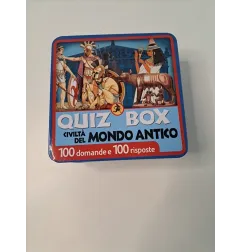 QUIZ BOX
CIVILTÀ
DEL MONDO ANTICO
100 domande e 100 risposte